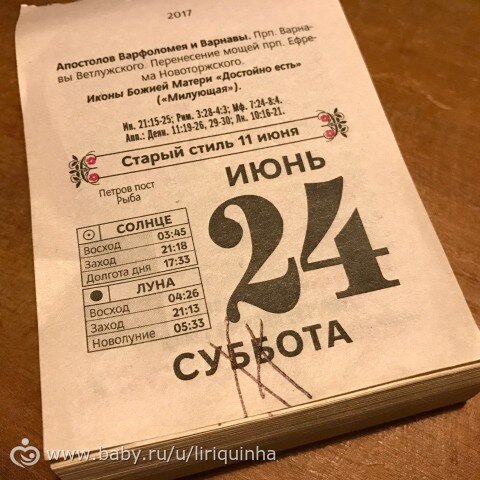 2017
Апостолов Варфоломея и Варнавы. Прп. Варна-
вы Ветлужского. Перенесение мощей прп. Ефре-
ма Новоторжского.
Иконы Божией Матери «Достойно есть»
(«Милующая»).
Ин. 21:15-25; Рим. 3:28-4:3; Мф. 7:24-8:4.
Апп.: Деян. 11:19-26, 29-30; Лк. 10:16-21.
Старый стиль 11 июня
Петров пост
Рыба
СОЛНЦЕ
Восход 03:45
Заход 21:18
Долгота дня 17:33
ЛУНА
Восход 04:26
Заход 21:13
Новолуние 05:33
ИЮНЬ
24
СУББОТА
www.baby.ru/u/liriquinha